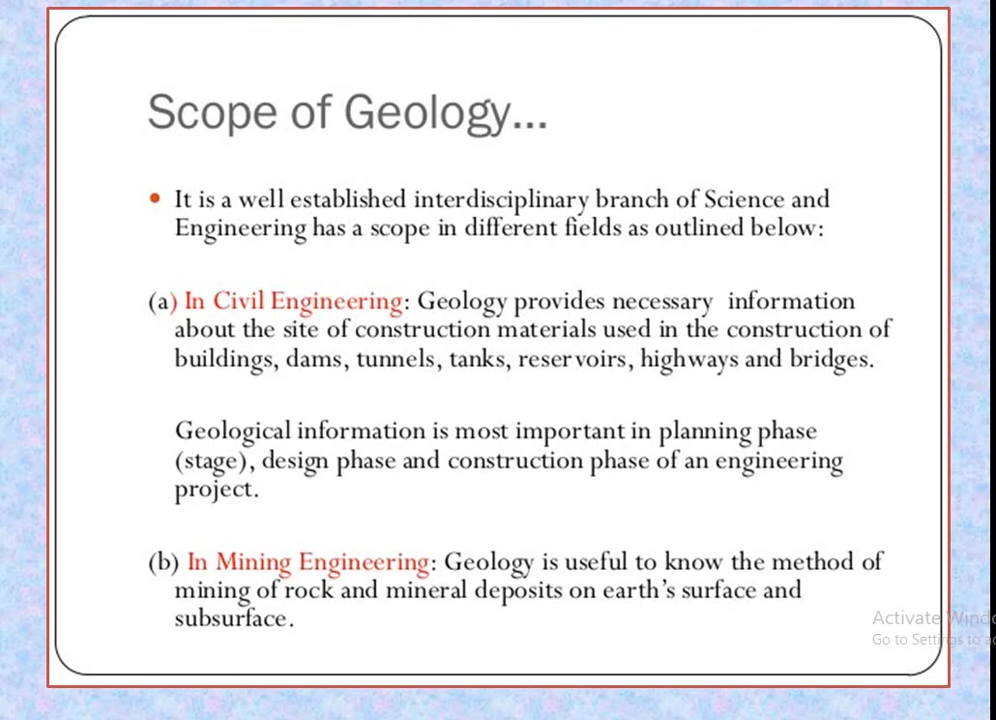 Scope of Geology...
• It is a well established interdisciplinary branch of Science and
Engineering has a scope in different fields as outlined below:
(a) In Civil Engineering: Geology provides necessary information
about the site of construction materials used in the construction of
buildings, dams, tunnels, tanks, reservoirs, highways and bridges.
Geological information is most important in planning phase
(stage), design phase and construction phase of an engineering
project.
(b) In Mining Engineering: Geology is useful to know the method of
mining of rock and mineral deposits on earth's surface and
subsurface.
Activate
Go to Settings to